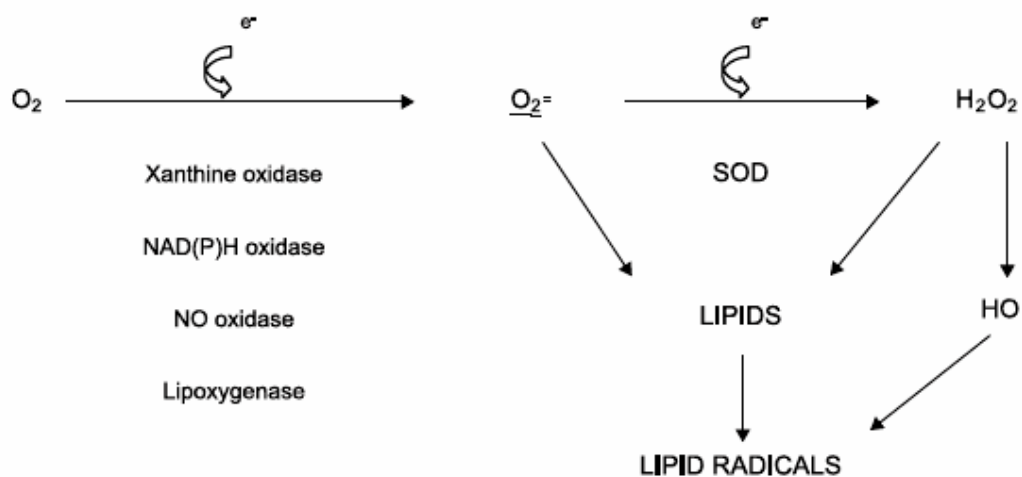 e-
e-
O2
O2=
H2O2
Xanthine oxidase
SOD
NAD(P)H oxidase
NO oxidase
LIPIDS
HO
Lipoxygenase
LIPID RADICALS